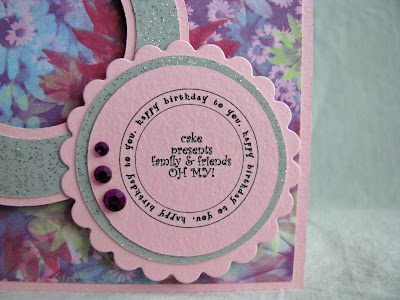 happy birthday to you, happy birthday to you, happy birthday to you,
cake
presents
family & friends
OH MY!